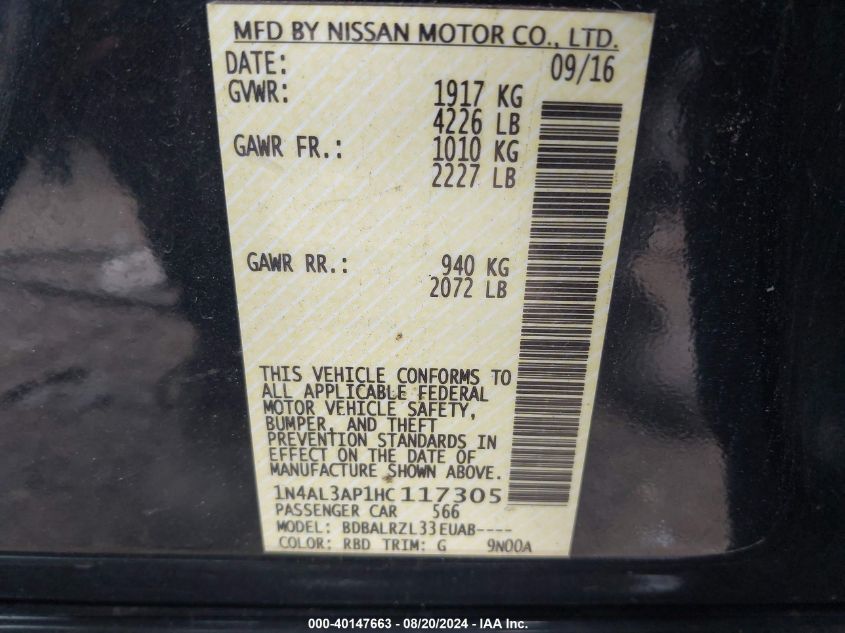 MFD BY NISSAN MOTOR CO., LTD.
DATE: 09/16
GVWR: 1917 KG
4226 LB
GAWR FR.: 1010 KG
2227 LB
GAWR RR.: 940 KG
2072 LB
THIS VEHICLE CONFORMS TO
ALL APPLICABLE FEDERAL
MOTOR VEHICLE SAFETY,
BUMPER, AND THEFT
PREVENTION STANDARDS IN
EFFECT ON THE DATE OF
MANUFACTURE SHOWN ABOVE.
1N4AL3AP1HC117305
PASSENGER CAR 566
MODEL: BDBALRZL33EUAB----
COLOR: RBD TRIM: G 9N00A
000-40147663 - 08/20/2024 - IAA Inc.